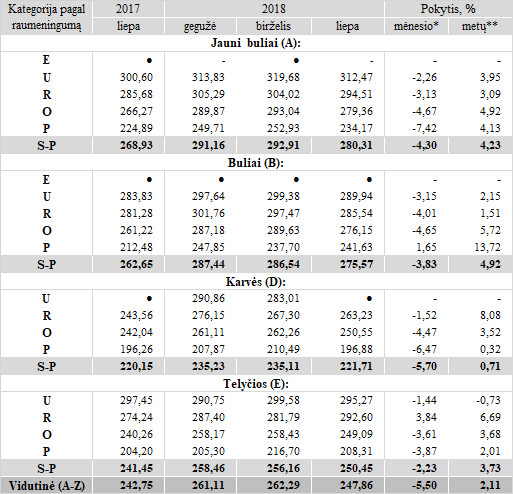 Kategorija pagal raumeningumą 2017 2018 Pokytis, %
liepa gegužė birželis liepa mėnesio* metų**
Jauni buliai (A):
E ● - ● - - -
U 300,60 313,83 319,68 312,47 -2,26 3,95
R 285,68 305,29 304,02 294,51 -3,13 3,09
O 266,27 289,87 293,04 279,36 -4,67 4,92
P 224,89 249,71 252,93 234,17 -7,42 4,13
S-P 268,93 291,16 292,91 280,31 -4,30 4,23
Buliai (B):
E ● ● ● ● - -
U 283,83 297,64 299,38 289,94 -3,15 2,15
R 281,28 301,76 297,47 285,54 -4,01 1,51
O 261,22 287,18 289,63 276,15 -4,65 5,72
P 212,48 247,85 237,70 241,63 1,65 13,72
S-P 262,65 287,44 286,54 275,57 -3,83 4,92
Karvės (D):
U ● 290,86 283,01 ● - -
R 243,56 276,15 267,30 263,23 -1,52 8,08
O 242,04 261,11 262,26 250,55 -4,47 3,52
P 196,26 207,87 210,49 196,88 -6,47 0,32
S-P 220,15 235,23 235,11 221,71 -5,70 0,71
Telyčios (E):
U 297,45 290,75 299,58 295,27 -1,44 -0,73
R 274,24 287,40 281,79 292,60 3,84 6,69
O 240,26 258,17 258,43 249,09 -3,61 3,68
P 204,20 205,30 216,70 208,31 -3,87 2,01
S-P 241,45 258,46 256,16 250,45 -2,23 3,73
Vidutinė (A-Z) 242,75 261,11 262,29 247,86 -5,50 2,11